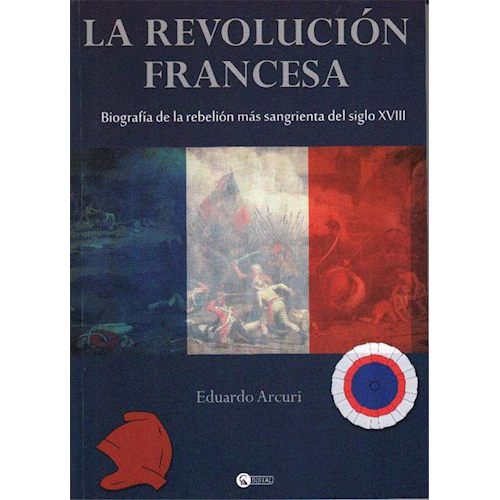 LA REVOLUCIÓN
FRANCESA
Biografía de la rebelión más sangrienta del siglo XVIII
Eduardo Arcuri